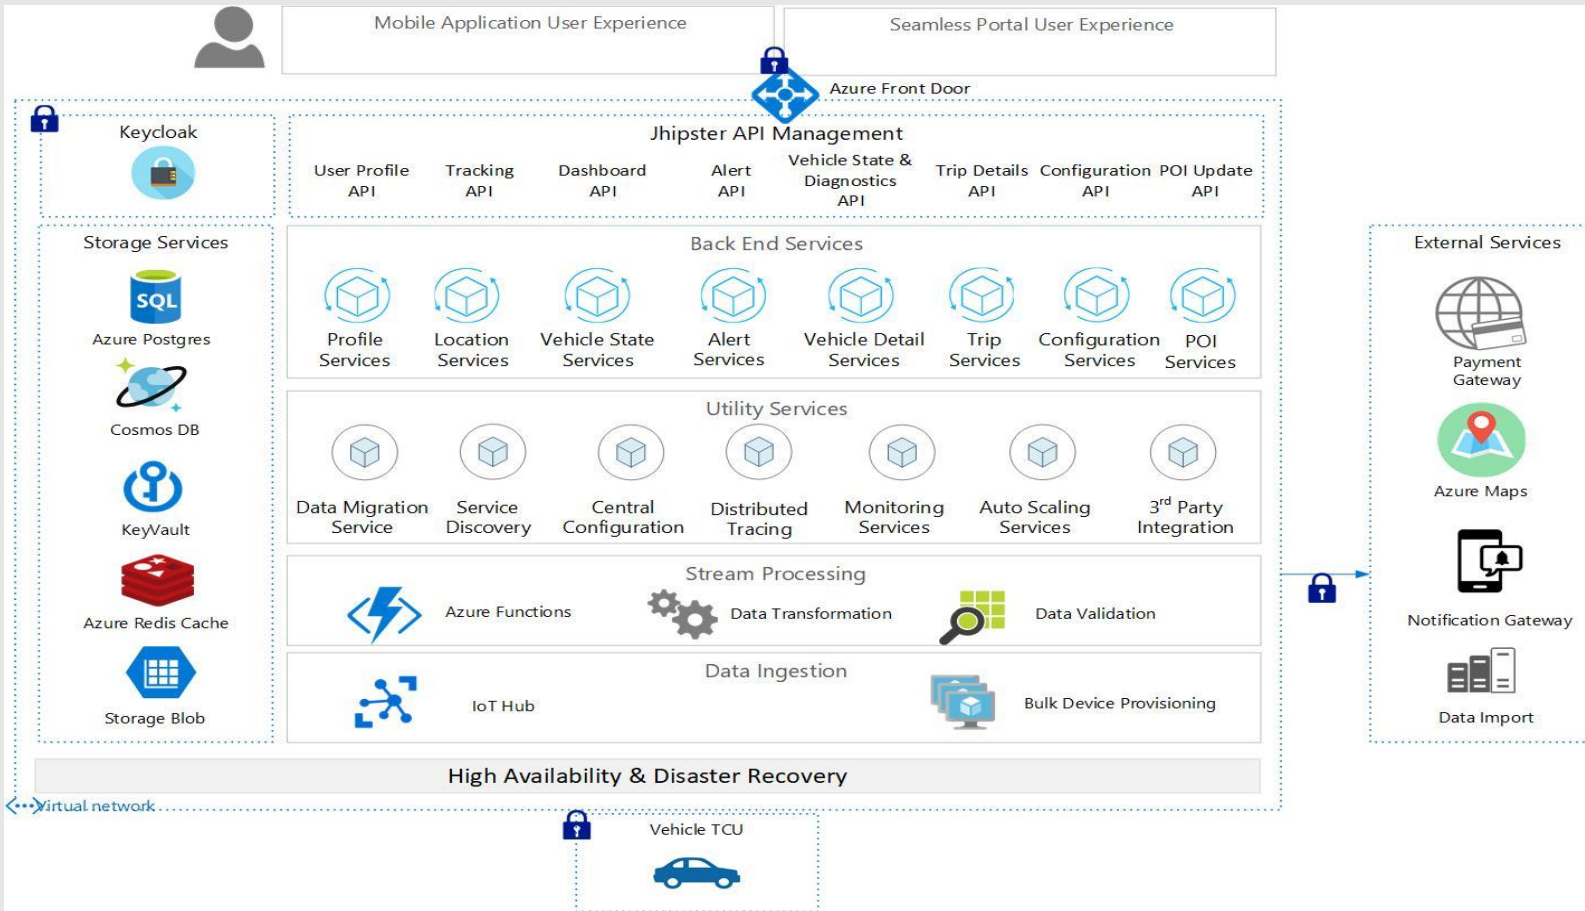 Mobile Application User Experience
Seamless Portal User Experience
Azure Front Door
Keycloak
Jhipster API Management
User Profile
API
Tracking
API
Dashboard
API
Alert
API
Vehicle State &
Diagnostics
API
Trip Details
API
Configuration
API
POI Update
API
Storage Services
SQL
Azure Postgres
Cosmos DB
KeyVault
Azure Redis Cache
Storage Blob
Back End Services
Profile
Services
Location
Services
Vehicle State
Services
Alert
Services
Vehicle Detail
Services
Trip
Services
Configuration
Services
POI
Services
Utility Services
Data Migration
Service
Service
Discovery
Central
Configuration
Distributed
Tracing
Monitoring
Services
Auto Scaling
Services
3rd Party
Integration
Stream Processing
Azure Functions
Data Transformation
Data Validation
Data Ingestion
IoT Hub
Bulk Device Provisioning
High Availability & Disaster Recovery
Virtual network
External Services
Payment
Gateway
Azure Maps
Notification Gateway
Data Import
Vehicle TCU